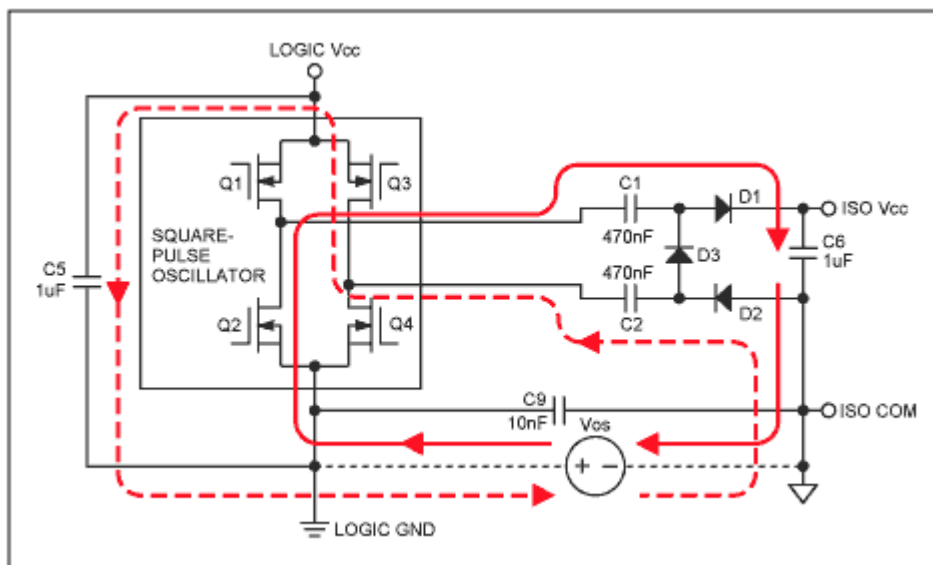 LOGIC Vcc
Q1
Q3
C1
D1
ISO Vcc
470nF
D3
C6
1uF
SQUARE-
PULSE
OSCILLATOR
C5
1uF
470nF
C2
D2
Q2
Q4
C9
10nF
Vos
ISO COM
+ −
LOGIC GND